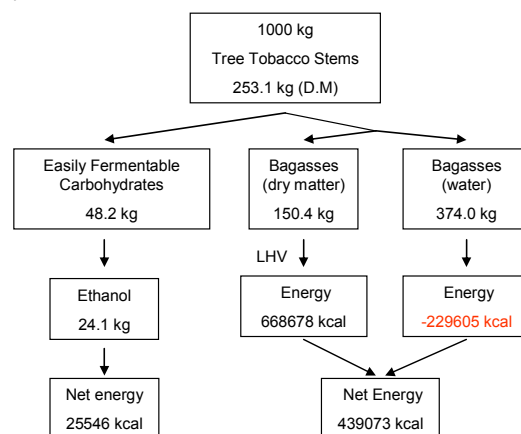 1000 kg
Tree Tobacco Stems
253.1 kg (D.M)
Easily Fermentable
Carbohydrates
48.2 kg
Bagasses
(dry matter)
150.4 kg
Bagasses
(water)
374.0 kg
LHV
Ethanol
24.1 kg
Energy
668678 kcal
Energy
-229605 kcal
Net energy
25546 kcal
Net Energy
439073 kcal